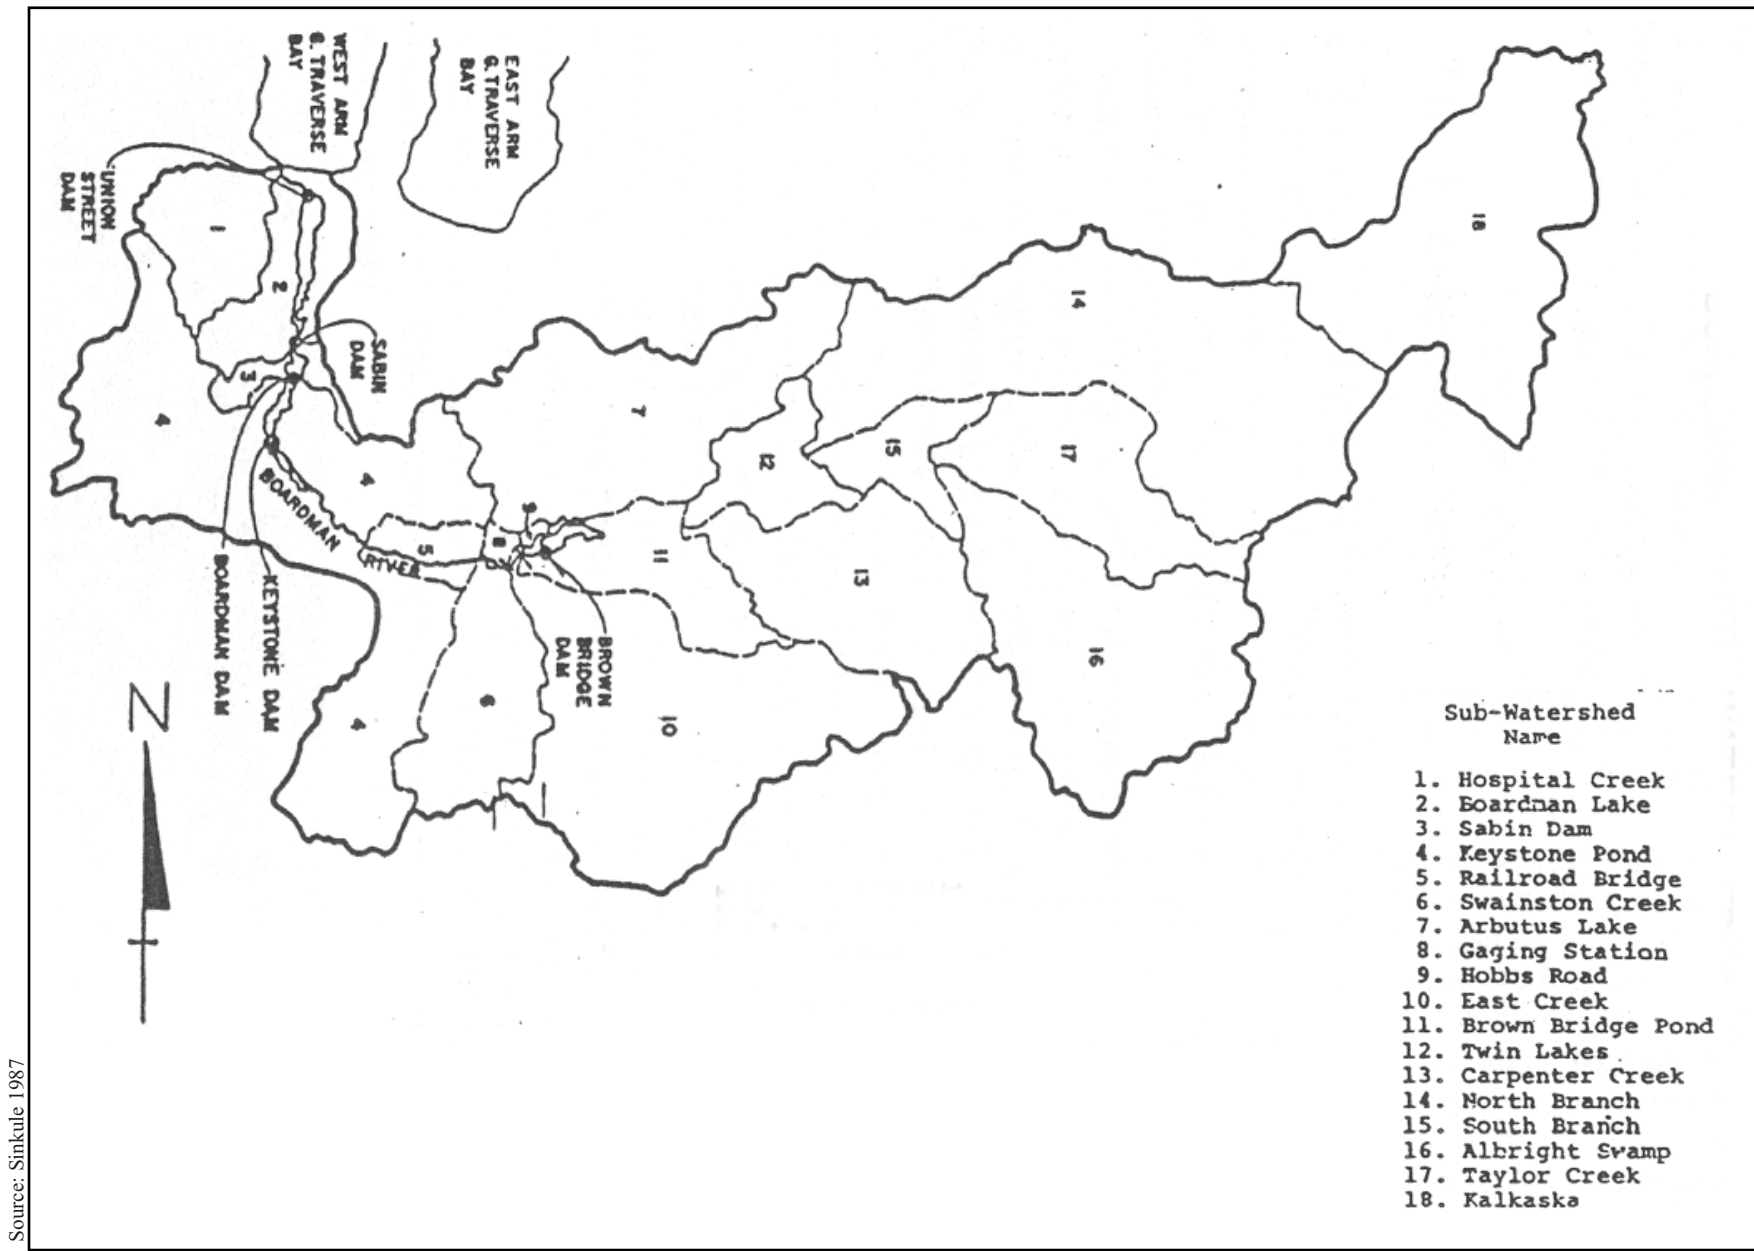 WEST ARM
G. TRAVERSE
BAY
EAST ARM
G. TRAVERSE
BAY
UNION
STREET
DAM
SABIN
DAM
BOARDMAN
RIVER
BOARDMAN DAM
KEYSTONE DAM
BROWN
BRIDGE
DAM
1
2
3
4
4
4
5
6
7
8
9
10
11
12
13
14
15
16
17
18
N
Sub-Watershed
Name
1. Hospital Creek
2. Boardman Lake
3. Sabin Dam
4. Keystone Pond
5. Railroad Bridge
6. Swainston Creek
7. Arbutus Lake
8. Gaging Station
9. Hobbs Road
10. East Creek
11. Brown Bridge Pond
12. Twin Lakes
13. Carpenter Creek
14. North Branch
15. South Branch
16. Albright Swamp
17. Taylor Creek
18. Kalkaska
Source: Sinkule 1987